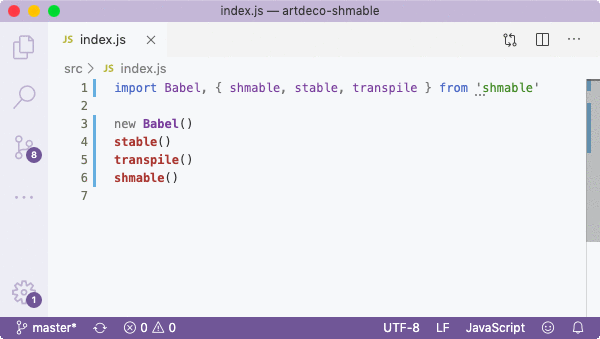 index.js — artdeco-shmable
JS index.js
src > JS index.js
1 import Babel, { shmable, stable, transpile } from 'shmable'
2
3 new Babel()
4 stable()
5 transpile()
6 shmable()
7
8
1
master* 0 0 UTF-8 LF JavaScript